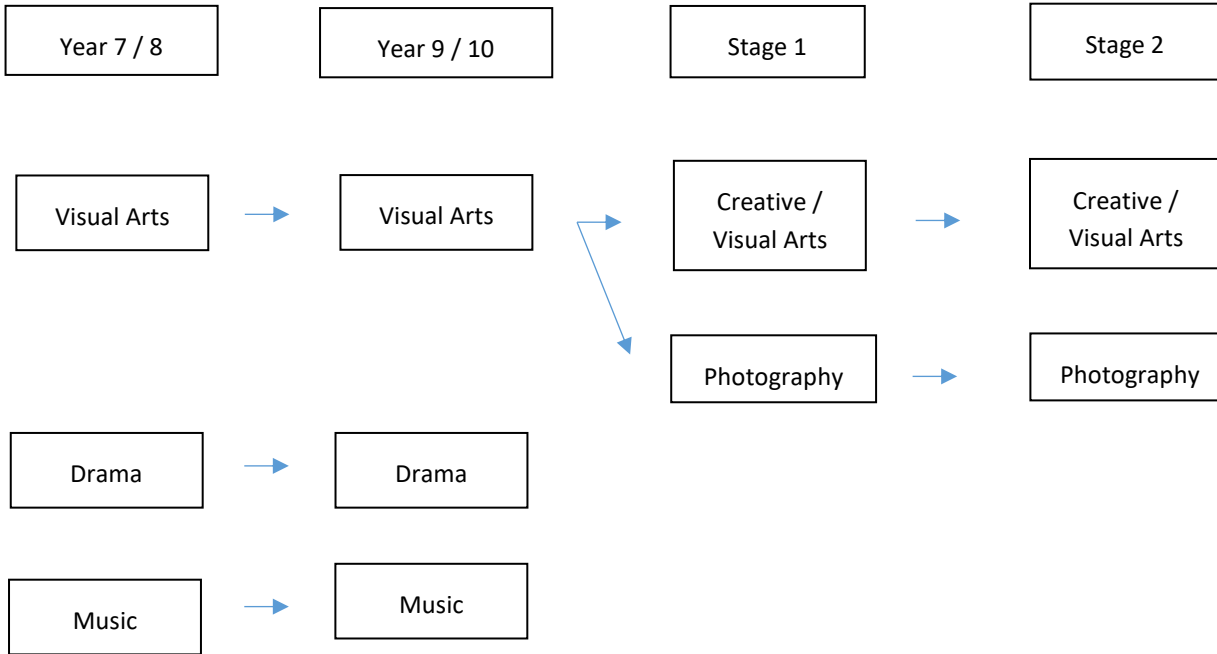 Year 7 / 8
Year 9 / 10
Stage 1
Stage 2
Visual Arts
Visual Arts
Creative /
Visual Arts
Creative /
Visual Arts
Photography
Photography
Drama
Drama
Music
Music